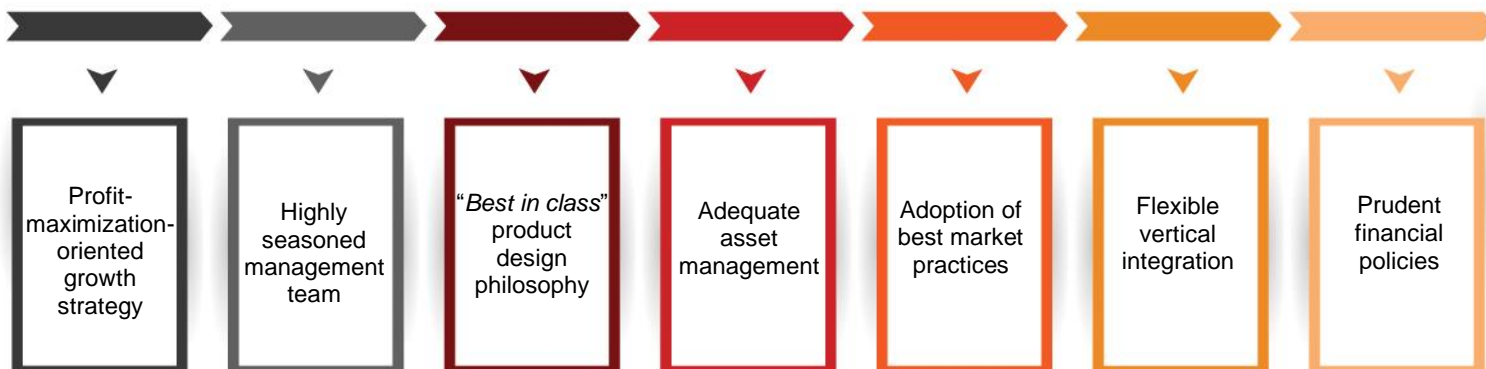 Profit-
maximization-
oriented
growth
strategy
Highly
seasoned
management
team
“Best in class”
product
design
philosophy
Adequate
asset
management
Adoption of
best market
practices
Flexible
vertical
integration
Prudent
financial
policies